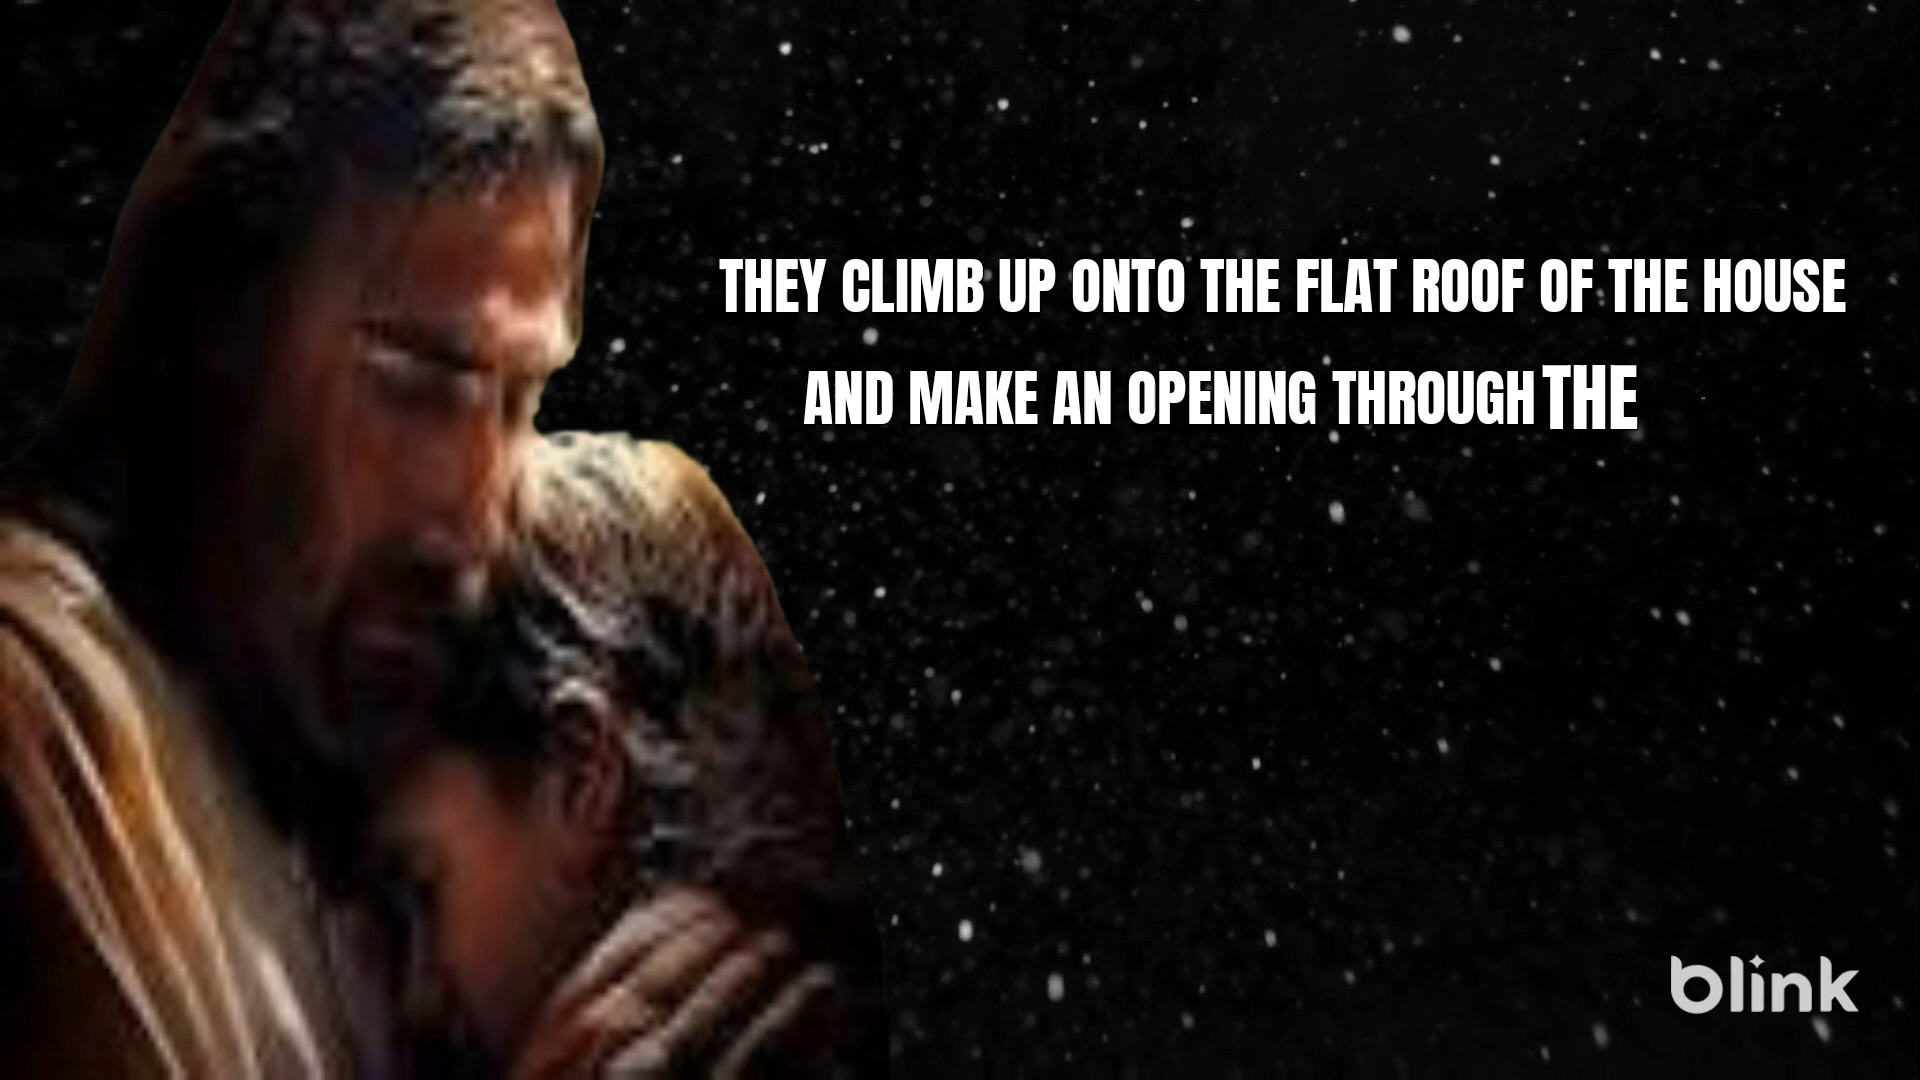 THEY CLIMB UP ONTO THE FLAT ROOF OF THE HOUSE
AND MAKE AN OPENING THROUGH THE
blink